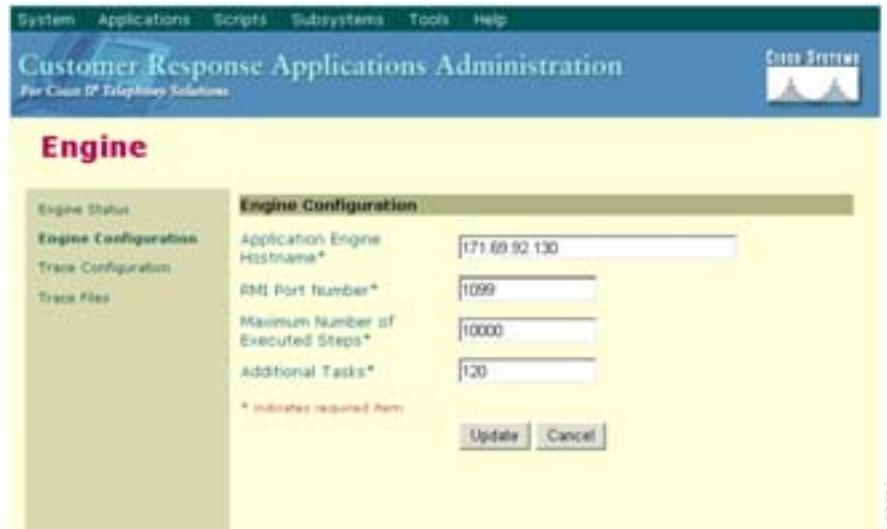 System Applications Scripts Subsystems Tools Help
Customer Response Applications Administration
For Cisco IP Telephony Solutions
Cisco Systems
Engine
Engine Status
Engine Configuration
Trace Configuration
Trace Files
Engine Configuration
Application Engine
Hostname*
171.69.92.130
RMI Port Number*
1099
Maximum Number of
Executed Steps*
10000
Additional Tasks*
120
* indicates required item
Update Cancel